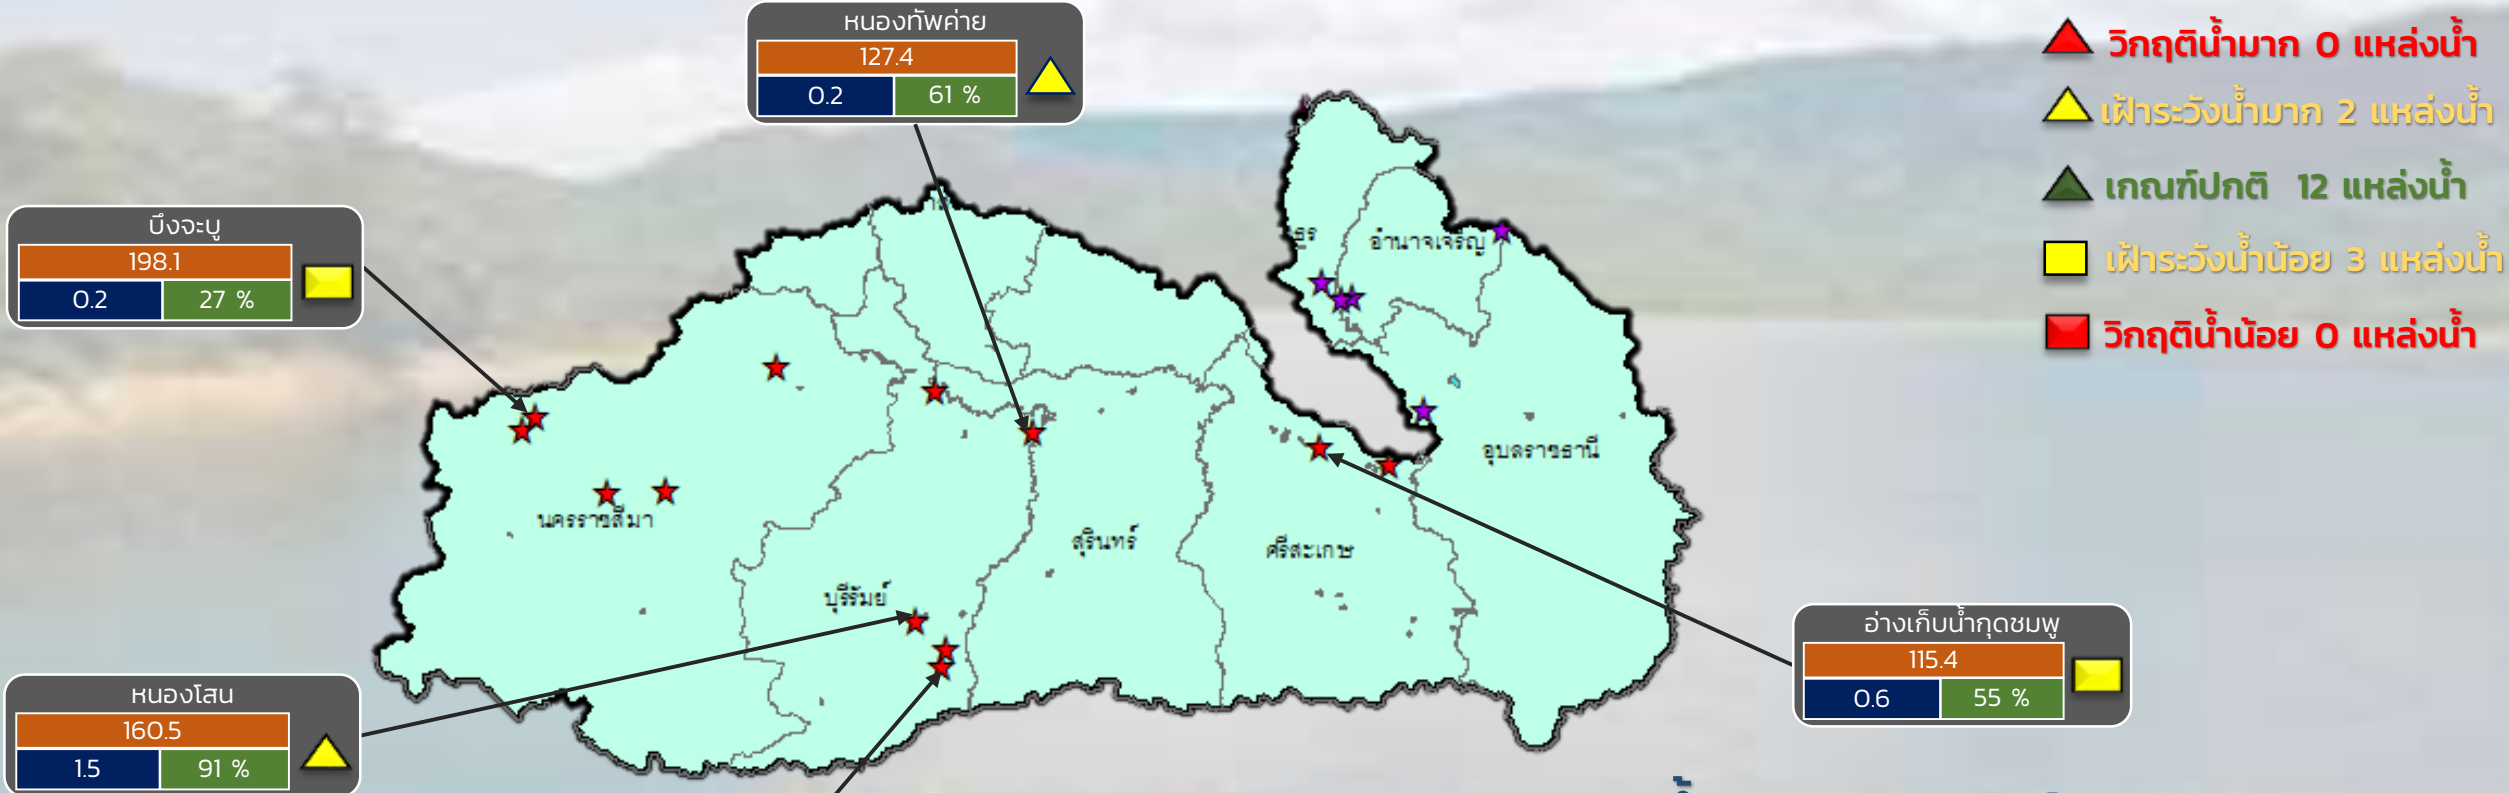 หนองทัพค่าย
127.4
0.2 61 %
วิกฤติน้ำมาก 0 แหล่งน้ำ
เฝ้าระวังน้ำมาก 2 แหล่งน้ำ
เกณฑ์ปกติ 12 แหล่งน้ำ
เฝ้าระวังน้ำน้อย 3 แหล่งน้ำ
วิกฤติน้ำน้อย 0 แหล่งน้ำ
บึงจะบู
198.1
0.2 27 %
อำนาจเจริญ
อุบลราชธานี
นครราชสีมา
สุรินทร์
ศรีสะเกษ
บุรีรัมย์
อ่างเก็บน้ำกุดชมพู
115.4
0.6 55 %
หนองโสน
160.5
1.5 91 %